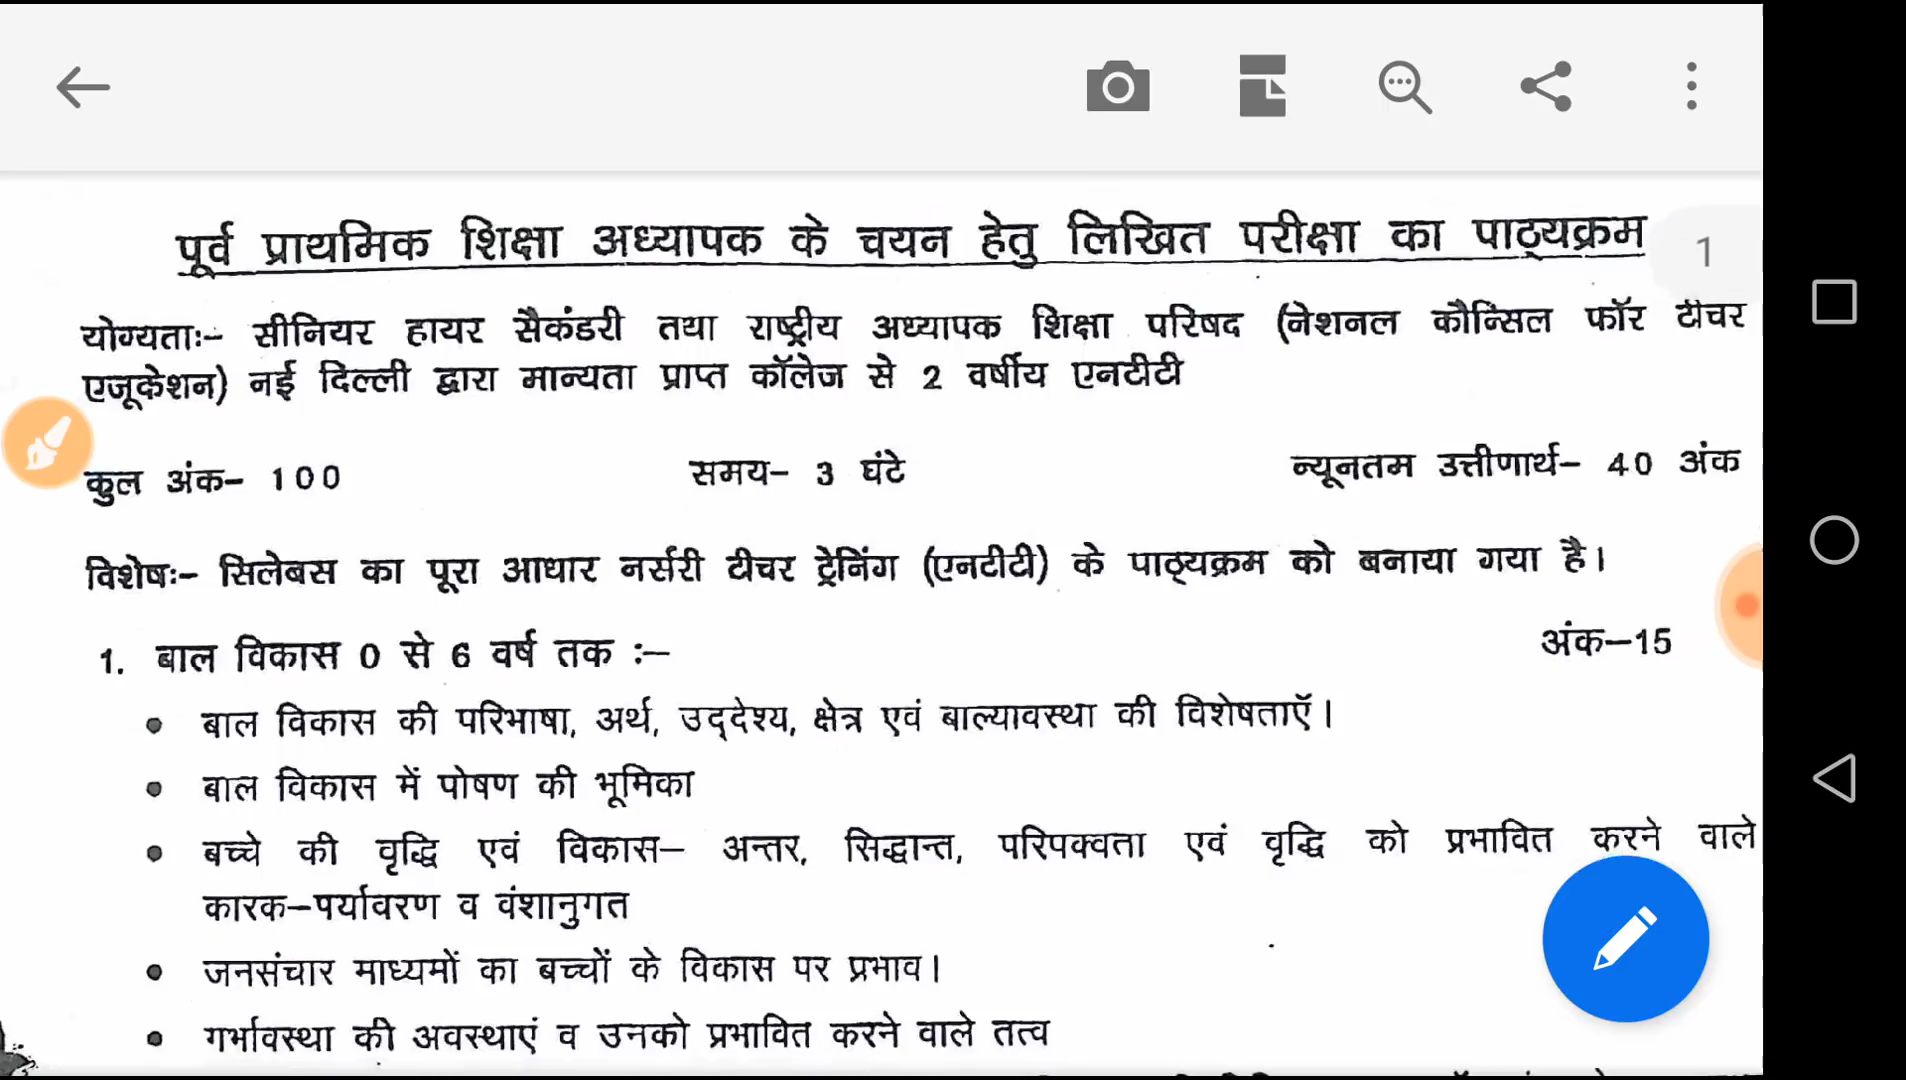 1
पूर्व प्राथमिक शिक्षा अध्यापक के चयन हेतु लिखित परीक्षा का पाठ्यक्रम
योग्यताः– सीनियर हायर सैकंडरी तथा राष्ट्रीय अध्यापक शिक्षा परिषद (नेशनल कौन्सिल फॉर टीचर
एजूकेशन) नई दिल्ली द्वारा मान्यता प्राप्त कॉलेज से 2 वर्षीय एनटीटी
कुल अंक– 100 समय– 3 घंटे न्यूनतम उत्तीणार्थ– 40 अंक
विशेषः– सिलेबस का पूरा आधार नर्सरी टीचर ट्रेनिंग (एनटीटी) के पाठ्यक्रम को बनाया गया है।
1. बाल विकास 0 से 6 वर्ष तक :– अंक–15
• बाल विकास की परिभाषा, अर्थ, उद्देश्य, क्षेत्र एवं बाल्यावस्था की विशेषताऍ।
• बाल विकास में पोषण की भूमिका
• बच्चे की वृद्धि एवं विकास– अन्तर, सिद्धान्त, परिपक्वता एवं वृद्धि को प्रभावित करने वाले
कारक–पर्यावरण व वंशानुगत
• जनसंचार माध्यमों का बच्चों के विकास पर प्रभाव।
• गर्भावस्था की अवस्थाएं व उनको प्रभावित करने वाले तत्व